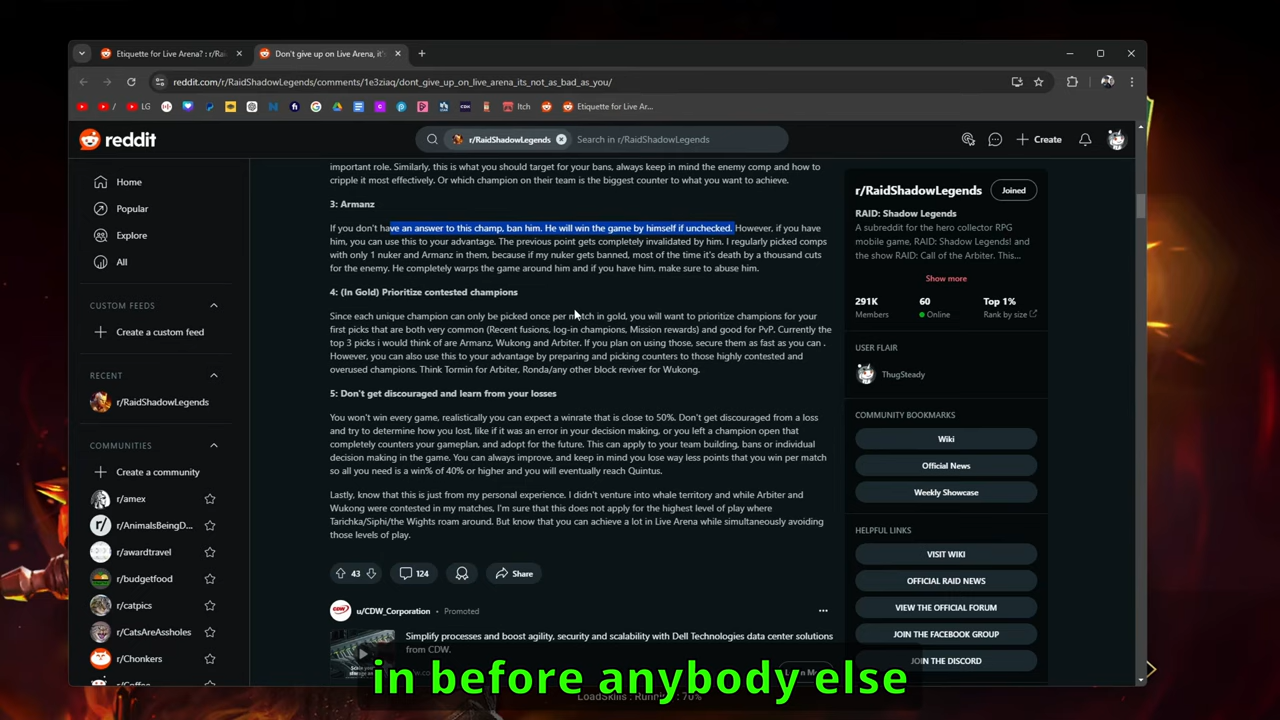 Etiquette for Live Arena? : r/Ra
Don't give up on Live Arena, it'
reddit.com/r/RaidShadowLegends/comments/1e3ziaq/dont_give_up_on_live_arena_its_not_as_bad_as_you/
/
LG
Itch
Etiquette for Live Ar...
reddit
r/RaidShadowLegends
Search in r/RaidShadowLegends
Create
Home
Popular
Explore
All
CUSTOM FEEDS
Create a custom feed
RECENT
r/RaidShadowLegends
COMMUNITIES
Create a community
r/amex
r/AnimalsBeingD...
r/awardtravel
r/budgetfood
r/catpics
r/CatsAreAssholes
r/Chonkers
r/Coffee
important role. Similarly, this is what you should target for your bans, always keep in mind the enemy comp and how to
cripple it most effectively. Or which champion on their team is the biggest counter to what you want to achieve.
3: Armanz
If you don't have an answer to this champ, ban him. He will win the game by himself if unchecked. However, if you have
him, you can use this to your advantage. The previous point gets completely invalidated by him. I regularly picked comps
with only 1 nuker and Armanz in them, because if my nuker gets banned, most of the time it's death by a thousand cuts
for the enemy. He completely warps the game around him and if you have him, make sure to abuse him.
4: (In Gold) Prioritize contested champions
Since each unique champion can only be picked once per match in gold, you will want to prioritize champions for your
first picks that are both very common (Recent fusions, log-in champions, Mission rewards) and good for PvP. Currently the
top 3 picks i would think of are Armanz, Wukong and Arbiter. If you plan on using those, secure them as fast as you can .
However, you can also use this to your advantage by preparing and picking counters to those highly contested and
overused champions. Think Tormin for Arbiter, Ronda/any other block reviver for Wukong.
5: Don't get discouraged and learn from your losses
You won't win every game, realistically you can expect a winrate that is close to 50%. Don't get discouraged from a loss
and try to determine how you lost, like if it was an error in your decision making, or you left a champion open that
completely counters your gameplan, and adopt for the future. This can apply to your team building, bans or individual
decision making in the game. You can always improve, and keep in mind you lose way less points that you win per match
so all you need is a win% of 40% or higher and you will eventually reach Quintus.
Lastly, know that this is just from my personal experience. I didn't venture into whale territory and while Arbiter and
Wukong were contested in my matches, I'm sure that this does not apply for the highest level of play where
Tarichka/Siphi/the Wights roam around. But know that you can achieve a lot in Live Arena while simultaneously avoiding
those levels of play.
43
124
Share
u/CDW_Corporation • Promoted
Simplify processes and boost agility, security and scalability with Dell Technologies data center solutions
from CDW.
r/RaidShadowLegends
Joined
RAID: Shadow Legends
A subreddit for the hero collector RPG
mobile game, RAID: Shadow Legends! and
the show RAID: Call of the Arbiter. This...
Show more
291K
60
Top 1%
Members
Online
Rank by size
USER FLAIR
ThugSteady
COMMUNITY BOOKMARKS
Wiki
Official News
Weekly Showcase
HELPFUL LINKS
VISIT WIKI
OFFICIAL RAID NEWS
VIEW THE OFFICIAL FORUM
JOIN THE FACEBOOK GROUP
JOIN THE DISCORD
in before anybody else